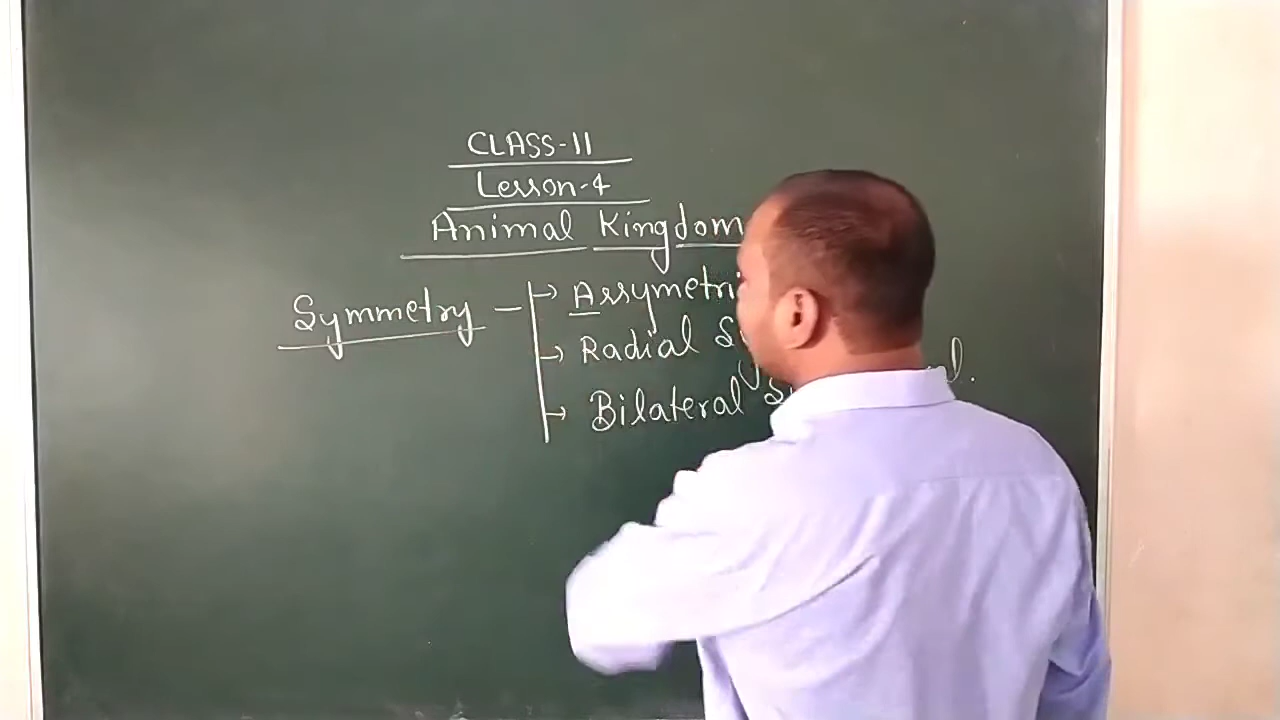 CLASS-11
Lesson-4
Animal Kingdom
Symmetry - → Assymetri
→ Radial
→ Bilateral